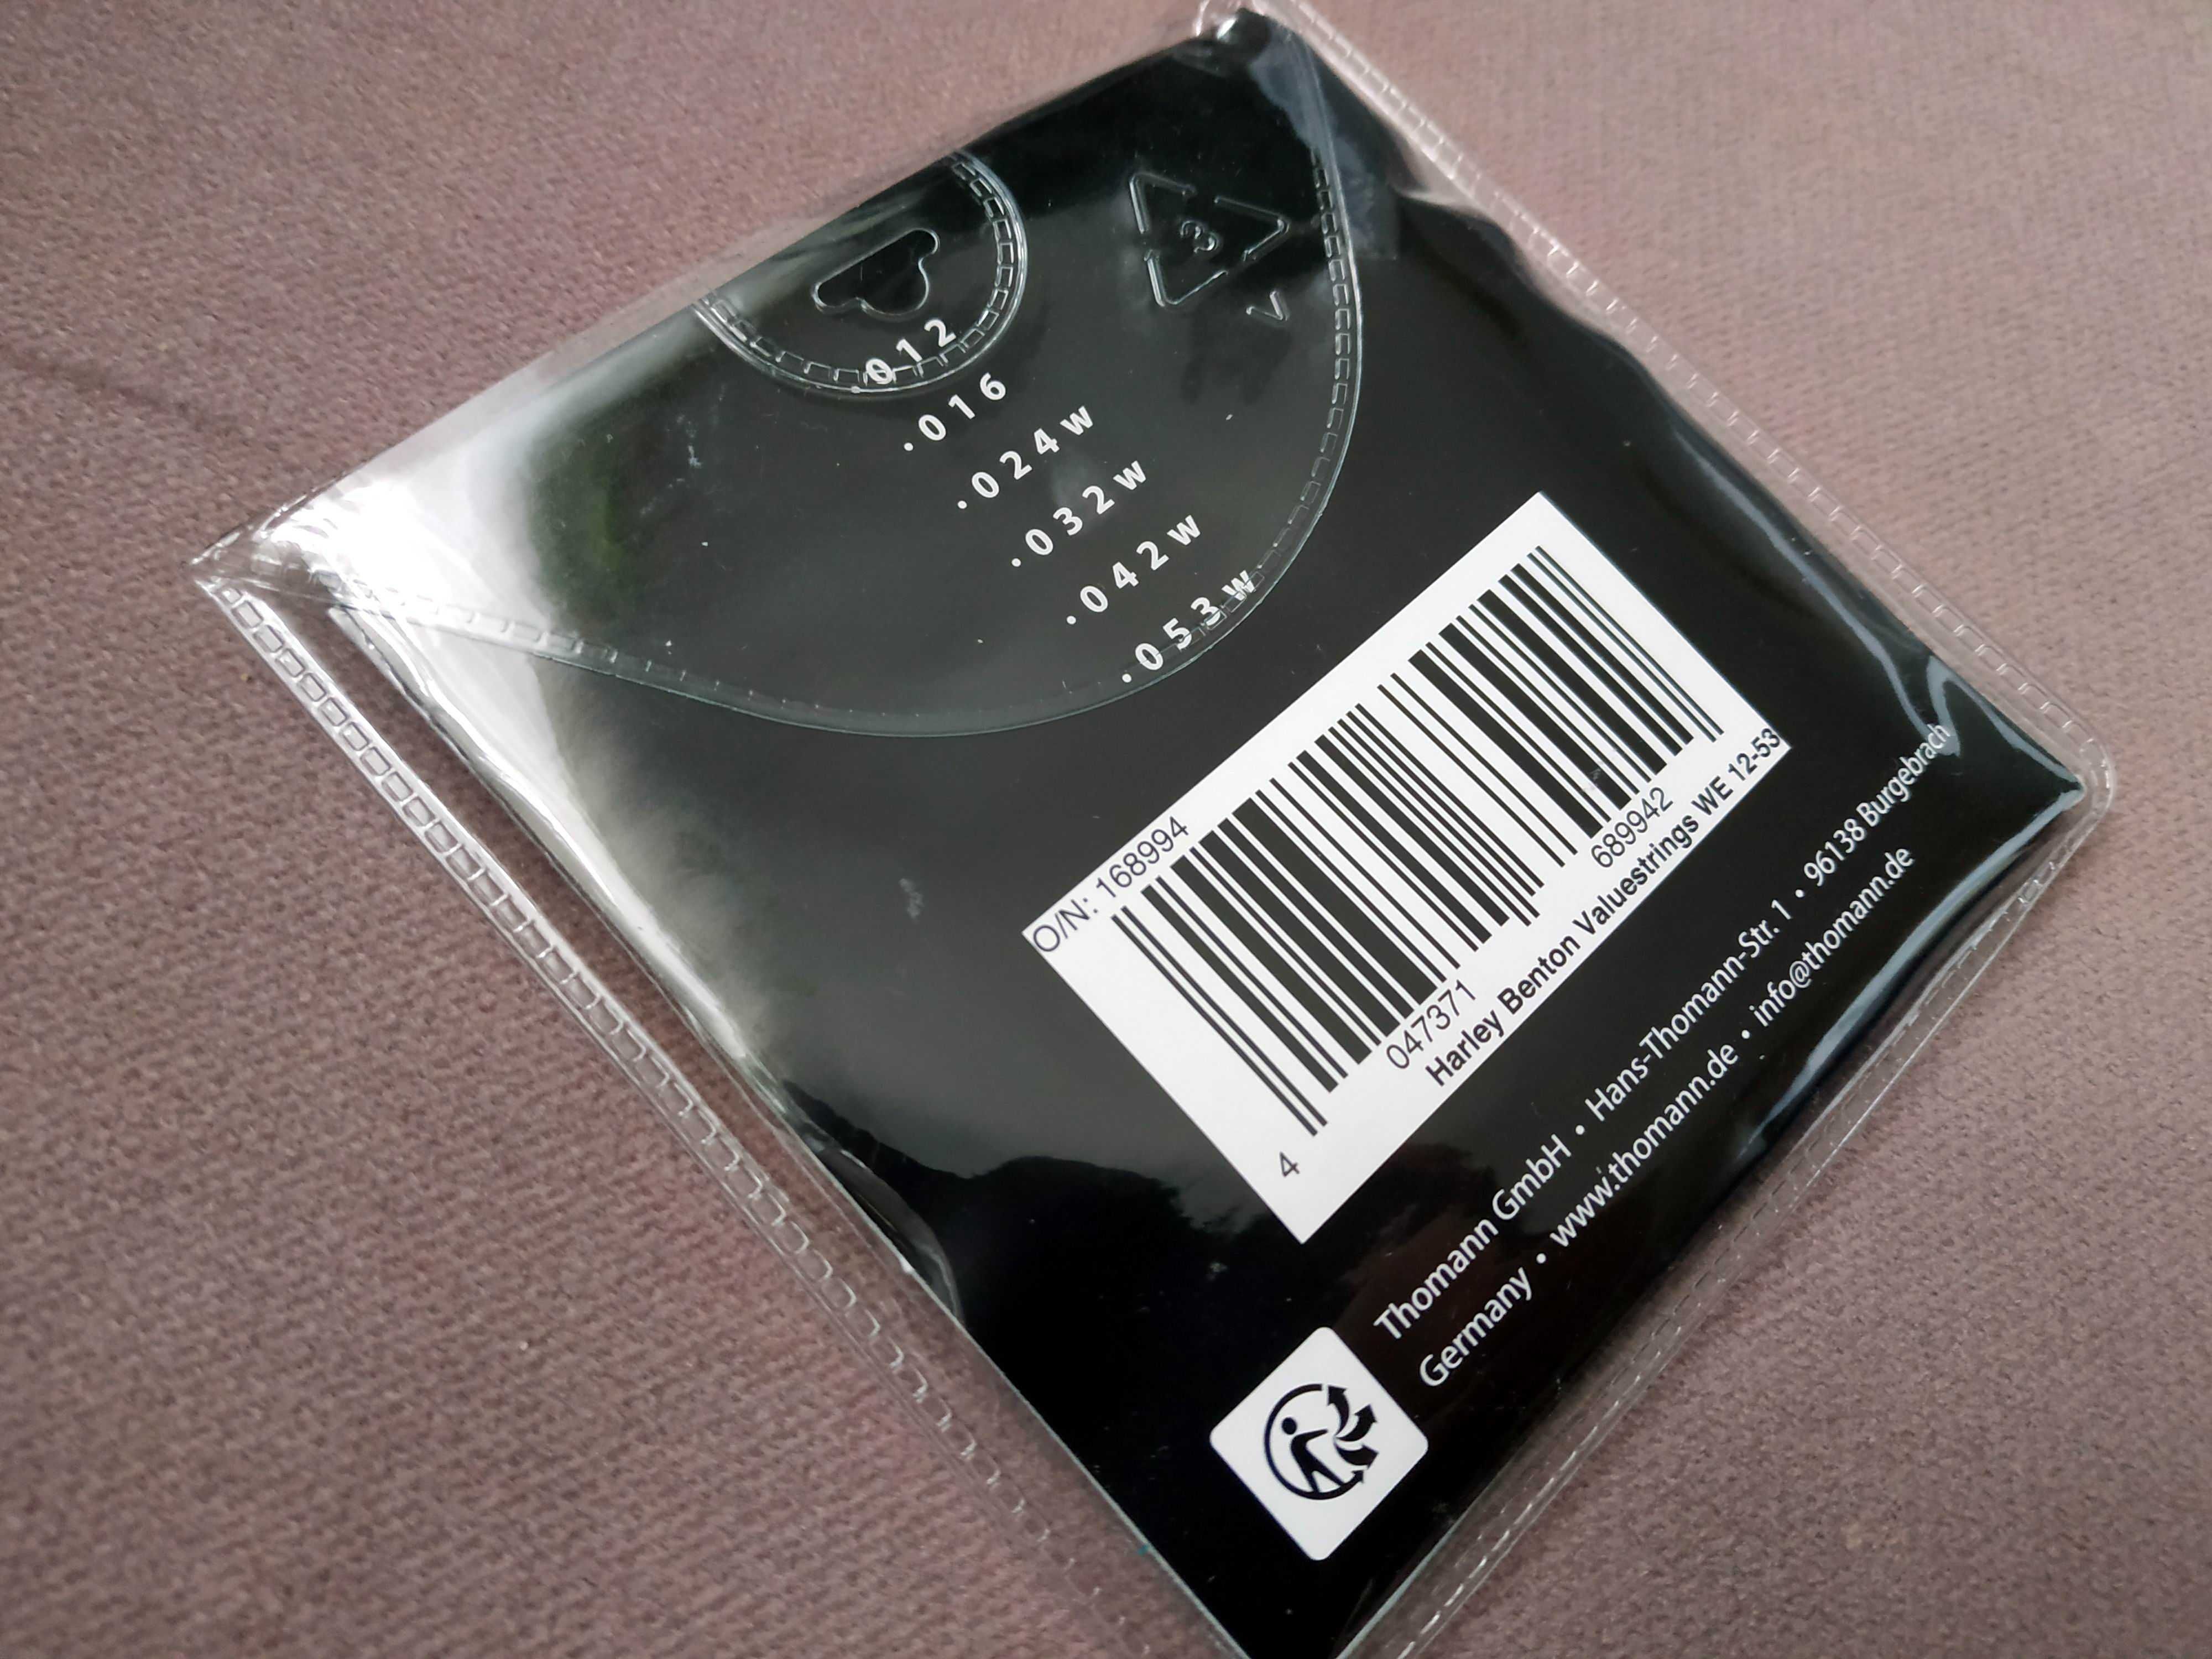 3
V
.012
.016
.024w
.032w
.042w
.053w
O/N: 168994
4 047371 689942
Harley Benton Valuestrings WE 12-53
Thomann GmbH • Hans-Thomann-Str. 1 • 96138 Burgebrach
Germany • www.thomann.de • info@thomann.de